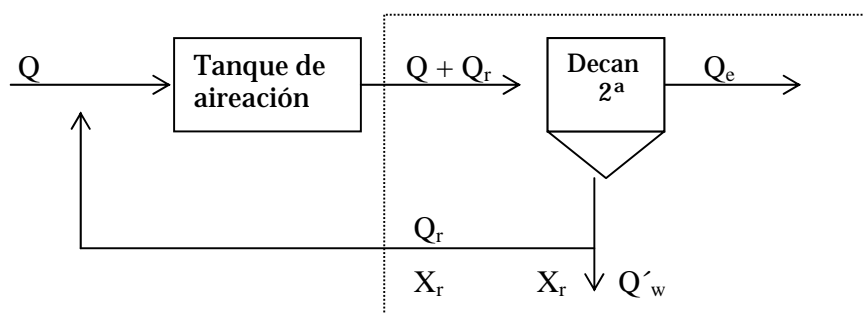 Q
Tanque de
aireación
Q + Qr
Decan
2ª
Qe
Qr
Xr
Xr
Q´w